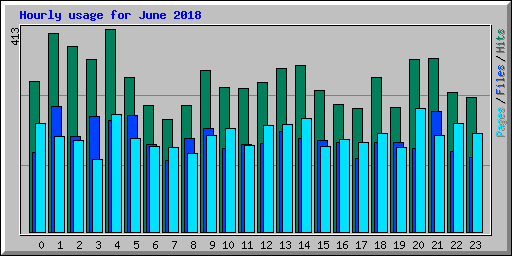 Hourly usage for June 2018
413
Pages / Files / Hits
0 1 2 3 4 5 6 7 8 9 10 11 12 13 14 15 16 17 18 19 20 21 22 23